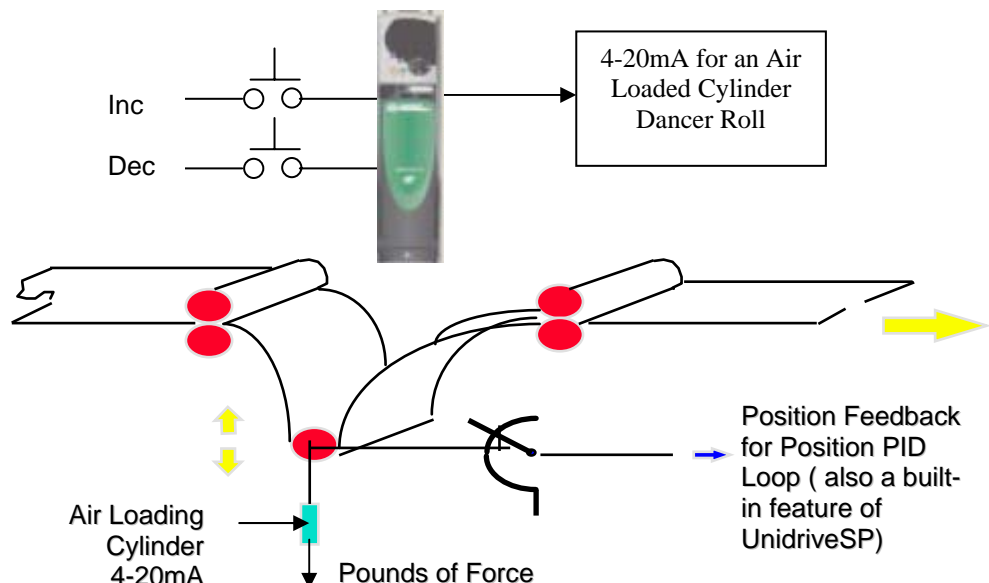 4-20mA for an Air
Loaded Cylinder
Dancer Roll
Inc
Dec
Position Feedback
for Position PID
Loop ( also a built-
in feature of
UnidriveSP)
Air Loading
Cylinder
4-20mA
Pounds of Force